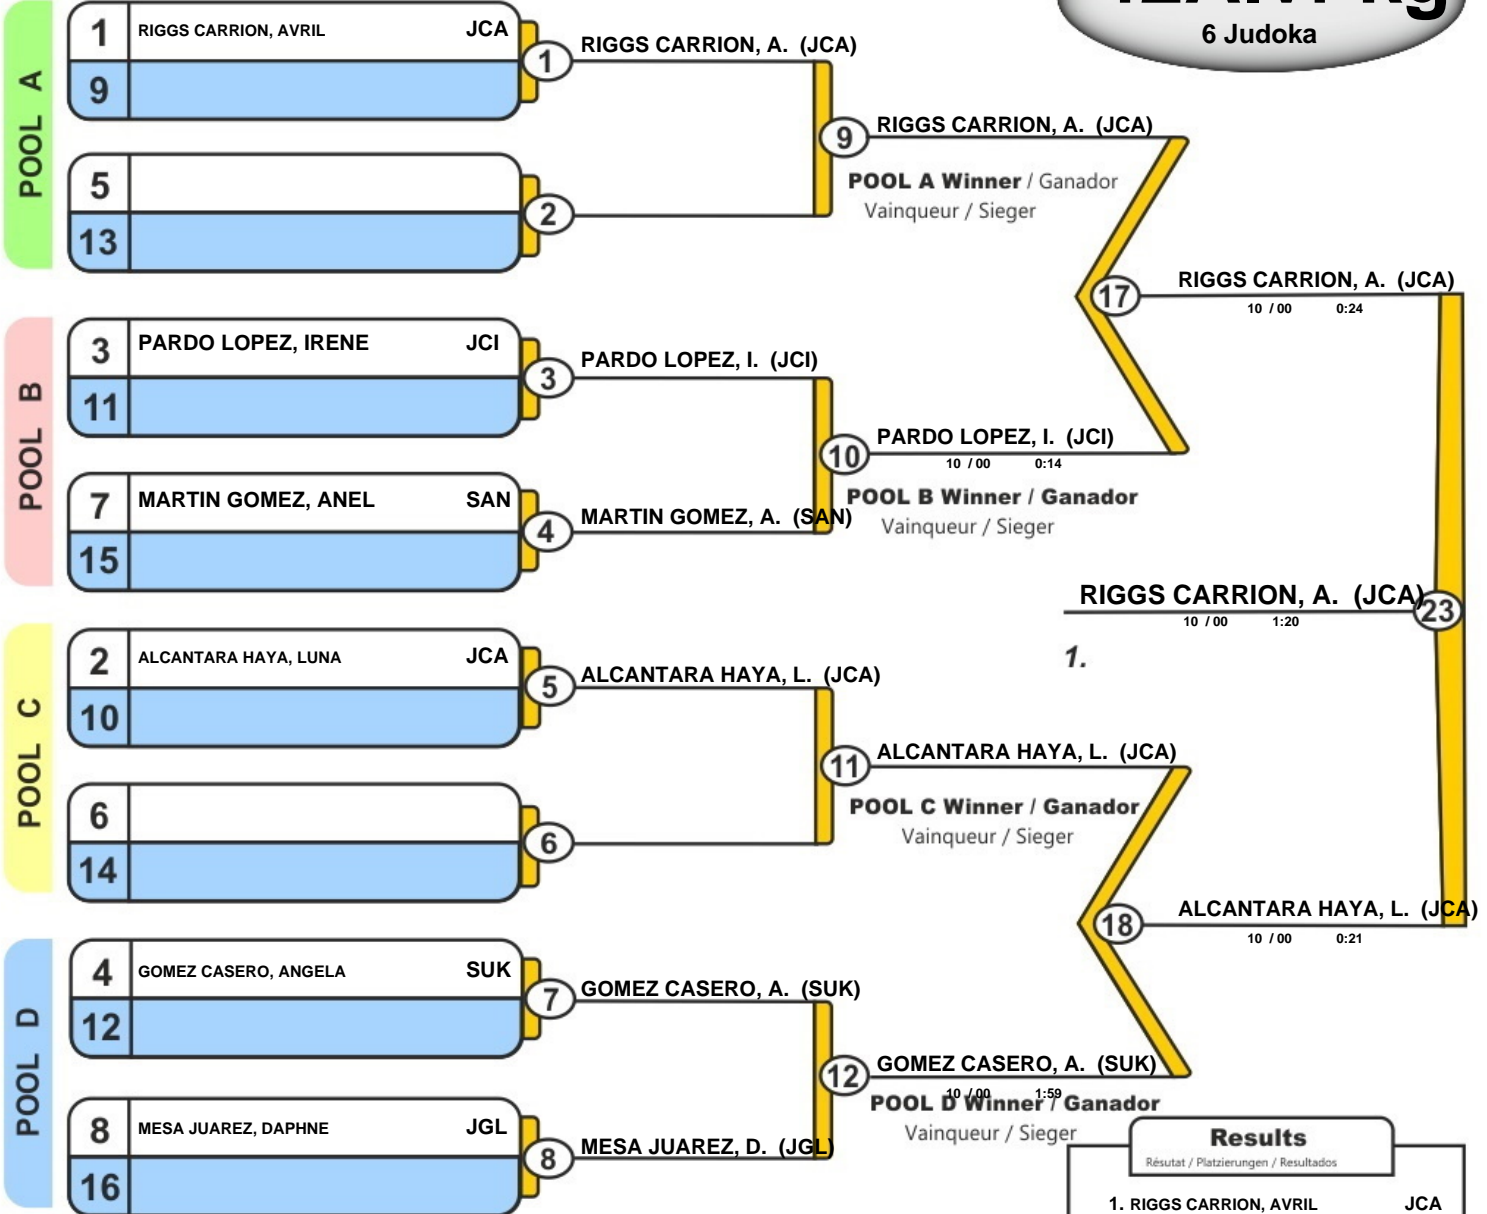 6 Judoka
POOL A
1 RIGGS CARRION, AVRIL JCA
9
5
13
1
RIGGS CARRION, A. (JCA)
2
9
RIGGS CARRION, A. (JCA)
POOL A Winner / Ganador
Vainqueur / Sieger
POOL B
3 PARDO LOPEZ, IRENE JCI
11
7 MARTIN GOMEZ, ANEL SAN
15
3
PARDO LOPEZ, I. (JCI)
4
MARTIN GOMEZ, A. (SAN)
10
PARDO LOPEZ, I. (JCI)
10 / 00 0:14
POOL B Winner / Ganador
Vainqueur / Sieger
17
RIGGS CARRION, A. (JCA)
10 / 00 0:24
RIGGS CARRION, A. (JCA)
23
10 / 00 1:20
1.
POOL C
2 ALCANTARA HAYA, LUNA JCA
10
6
14
5
ALCANTARA HAYA, L. (JCA)
6
11
ALCANTARA HAYA, L. (JCA)
POOL C Winner / Ganador
Vainqueur / Sieger
18
ALCANTARA HAYA, L. (JCA)
10 / 00 0:21
POOL D
4 GOMEZ CASERO, ANGELA SUK
12
8 MESA JUAREZ, DAPHNE JGL
16
7
GOMEZ CASERO, A. (SUK)
8
MESA JUAREZ, D. (JGL)
12
GOMEZ CASERO, A. (SUK)
10 / 00 1:59
POOL D Winner / Ganador
Vainqueur / Sieger
Results
Résutat / Platzierungen / Resultados
1. RIGGS CARRION, AVRIL JCA